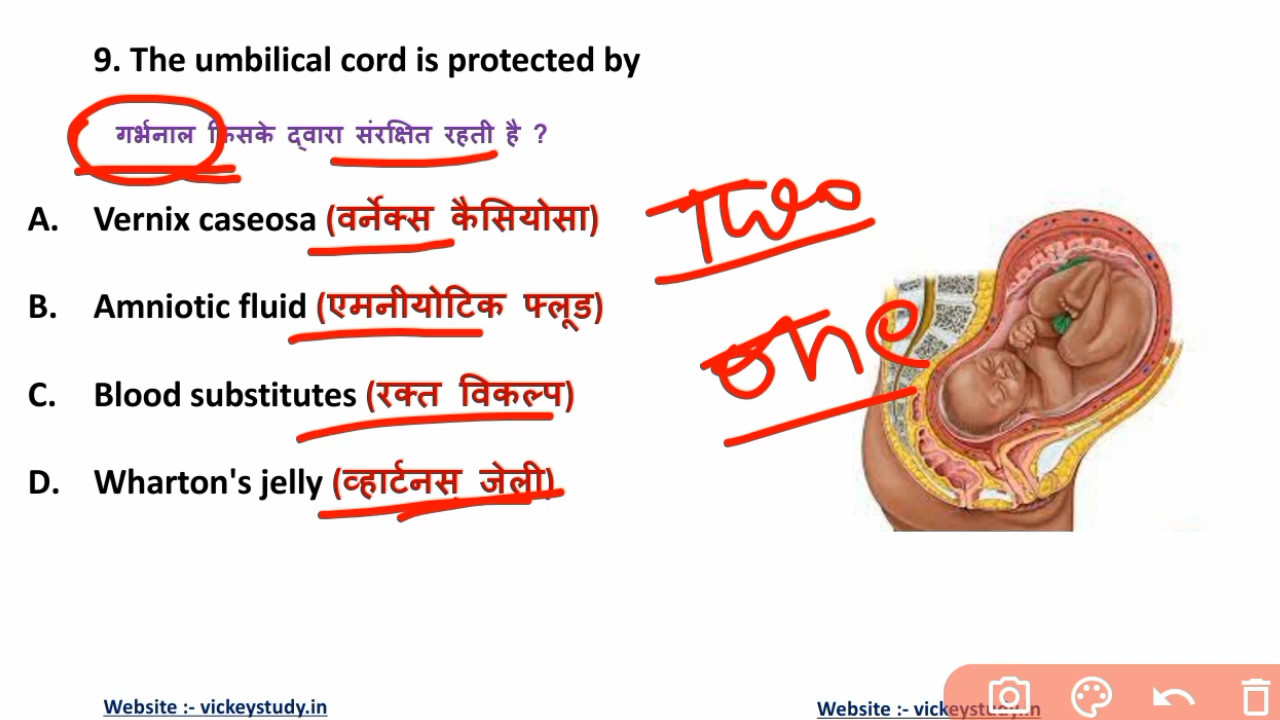 9. The umbilical cord is protected by
गर्भनाल किसके द्वारा संरक्षित रहती है ?
A. Vernix caseosa (वर्नेक्स कैसियोसा)
Two
B. Amniotic fluid (एमनीयोटिक फ्लूड)
one
C. Blood substitutes (रक्त विकल्प)
D. Wharton's jelly (व्हार्टनस् जेली)
Website :- vickeystudy.in
Website :- vickeystudy.in